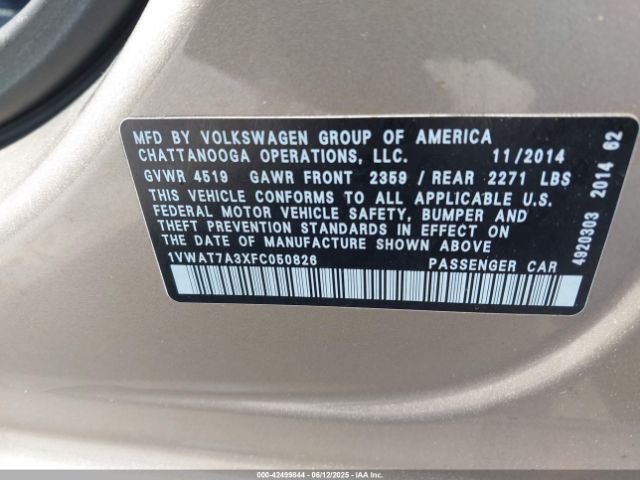 MFD BY VOLKSWAGEN GROUP OF AMERICA
CHATTANOOGA OPERATIONS, LLC. 11/2014
GVWR 4519 GAWR FRONT 2359 / REAR 2271 LBS
THIS VEHICLE CONFORMS TO ALL APPLICABLE U.S.
FEDERAL MOTOR VEHICLE SAFETY, BUMPER AND
THEFT PREVENTION STANDARDS IN EFFECT ON
THE DATE OF MANUFACTURE SHOWN ABOVE
1VWAT7A3XFC050826 PASSENGER CAR
4920303 2014 62
000-42499844 | 06/12/2025 | IAAI.CA